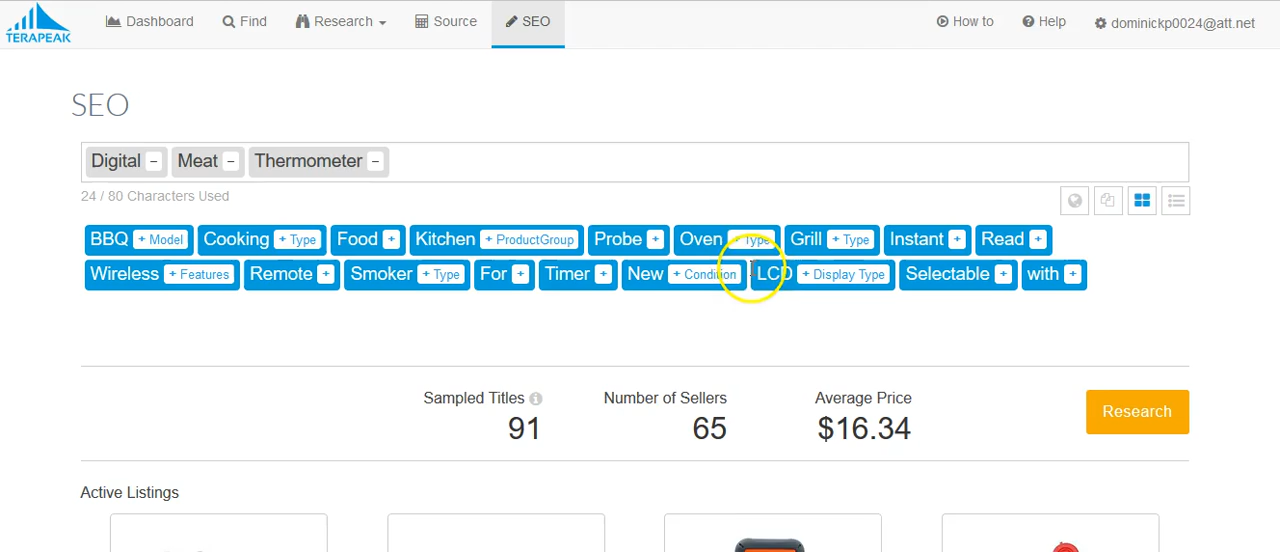 TERAPEAK Dashboard Find Research Source SEO How to Help dominickp0024@att.net
SEO
Digital − Meat − Thermometer −
24 / 80 Characters Used
BBQ + Model Cooking + Type Food + Kitchen + ProductGroup Probe + Oven + Type Grill + Type Instant + Read +
Wireless + Features Remote + Smoker + Type For + Timer + New + Condition LCD + Display Type Selectable + with +
Sampled Titles Number of Sellers Average Price
Research
91 65 $16.34
Active Listings